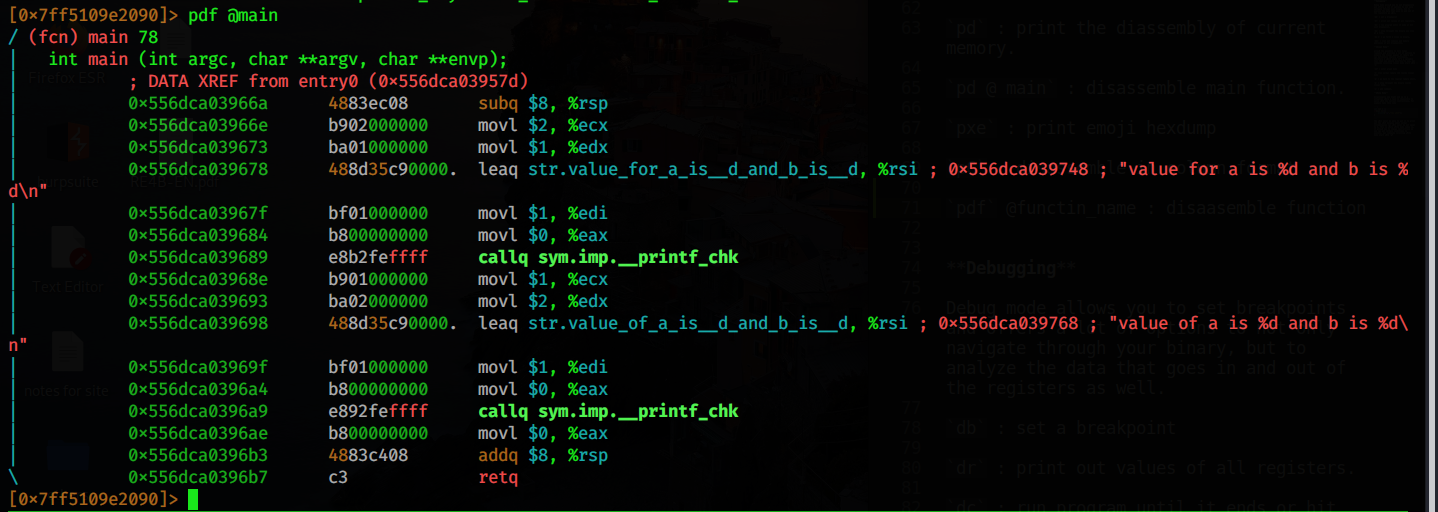 [0×7ff5109e2090]> pdf @main
/ (fcn) main 78
|   int main (int argc, char **argv, char **envp);
|           ; DATA XREF from entry0 (0×556dca03957d)
|           0×556dca03966a      4883ec08       subq $8, %rsp
|           0×556dca03966e      b902000000     movl $2, %ecx
|           0×556dca039673      ba01000000     movl $1, %edx
|           0×556dca039678      488d35c90000.  leaq str.value_for_a_is__d_and_b_is__d, %rsi ; 0×556dca039748 ; "value for a is %d and b is %
d\n"
|           0×556dca03967f      bf01000000     movl $1, %edi
|           0×556dca039684      b800000000     movl $0, %eax
|           0×556dca039689      e8b2feffff     callq sym.imp.__printf_chk
|           0×556dca03968e      b901000000     movl $1, %ecx
|           0×556dca039693      ba02000000     movl $2, %edx
|           0×556dca039698      488d35c90000.  leaq str.value_of_a_is__d_and_b_is__d, %rsi ; 0×556dca039768 ; "value of a is %d and b is %d\
n"
|           0×556dca03969f      bf01000000     movl $1, %edi
|           0×556dca0396a4      b800000000     movl $0, %eax
|           0×556dca0396a9      e892feffff     callq sym.imp.__printf_chk
|           0×556dca0396ae      b800000000     movl $0, %eax
|           0×556dca0396b3      4883c408       addq $8, %rsp
\           0×556dca0396b7      c3             retq
[0×7ff5109e2090]>
Firefox ESR
Text Editor
notes for site
63
`pd` : print the diassembly of current
memory.
64
65
`pd @ main` : disassemble main function.
66
67
`pxe` : print emoji hexdump
`pdf` @functin_name : disaasemble function
73
74
**Debugging**
Debug mode allows you to set breakpoints
navigate through your binary, but to
analyze the data that goes in and out of
the registers as well.
77
78
`db` : set a breakpoint
79
80
`dr` : print out values of all registers.
81
`dc` : run program until it ends or hit